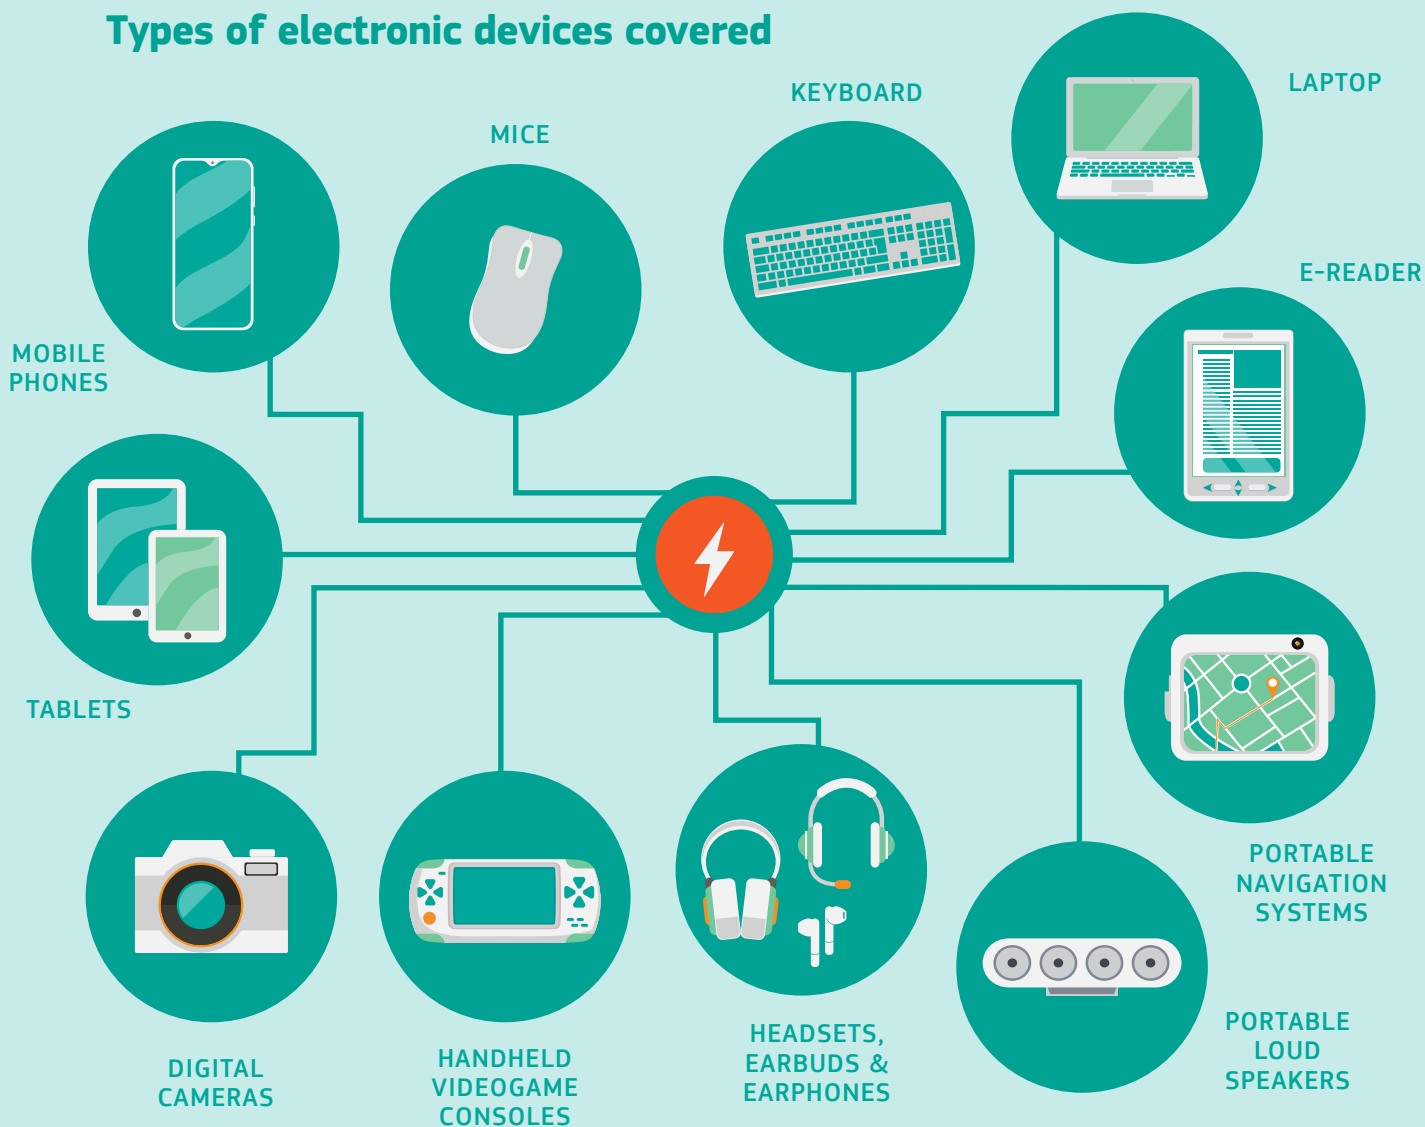 Types of electronic devices covered
KEYBOARD
LAPTOP
MICE
E-READER
MOBILE
PHONES
TABLETS
PORTABLE
NAVIGATION
SYSTEMS
PORTABLE
LOUD
SPEAKERS
HEADSETS,
EARBUDS &
EARPHONES
HANDHELD
VIDEOGAME
CONSOLES
DIGITAL
CAMERAS